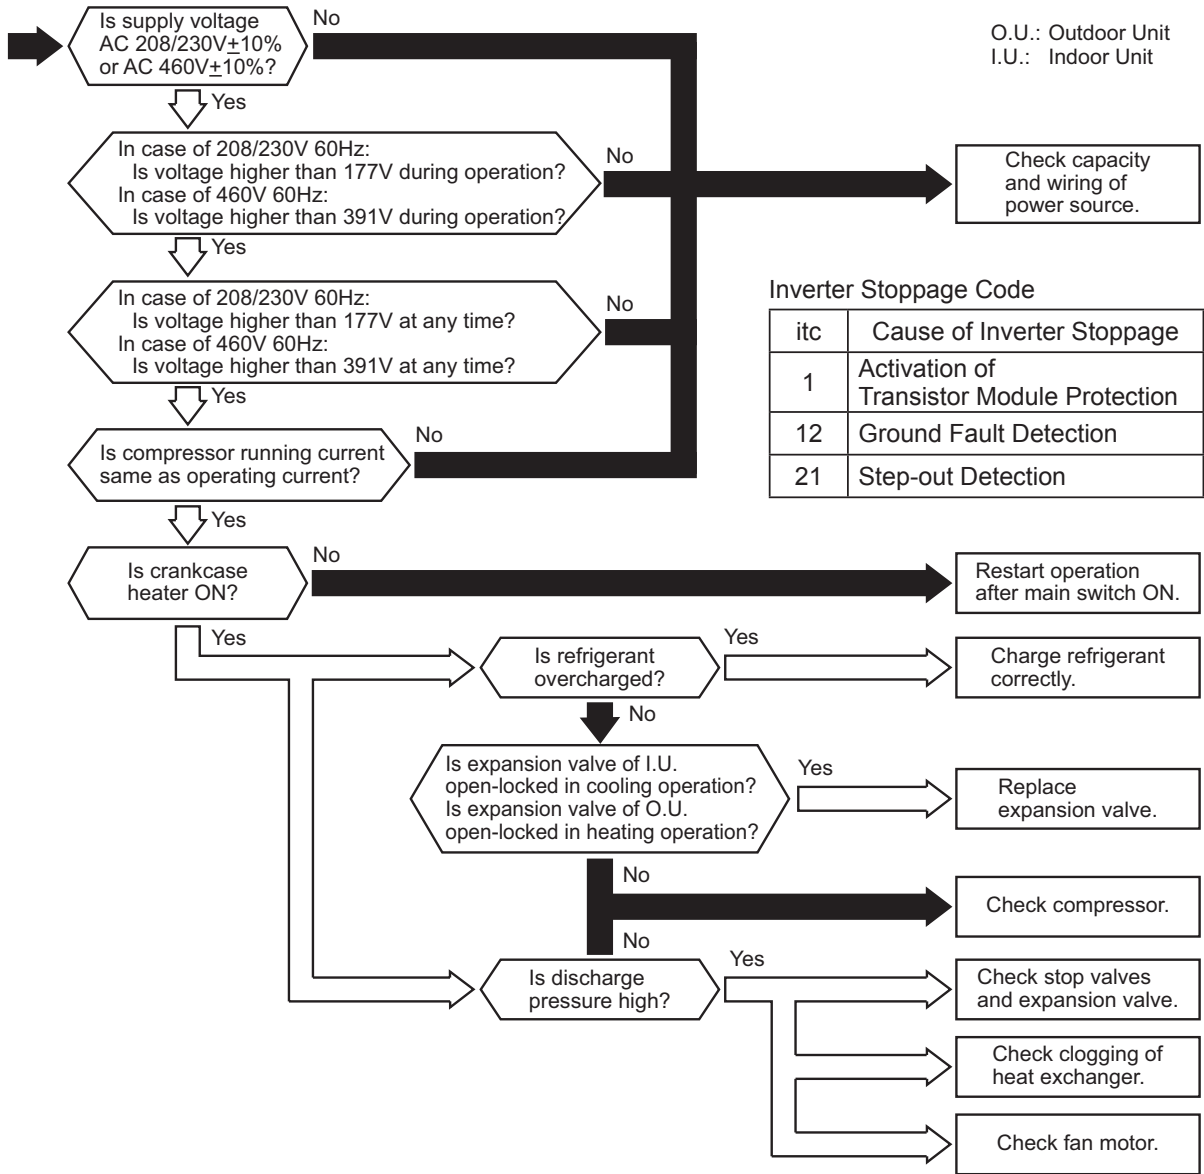 Is supply voltage
AC 208/230V±10%
or AC 460V±10%?
No
O.U.: Outdoor Unit
I.U.: Indoor Unit
Yes
In case of 208/230V 60Hz:
Is voltage higher than 177V during operation?
In case of 460V 60Hz:
Is voltage higher than 391V during operation?
No
Check capacity
and wiring of
power source.
Yes
In case of 208/230V 60Hz:
Is voltage higher than 177V at any time?
In case of 460V 60Hz:
Is voltage higher than 391V at any time?
No
Inverter Stoppage Code
itc Cause of Inverter Stoppage
1 Activation of
Transistor Module Protection
12 Ground Fault Detection
21 Step-out Detection
Yes
Is compressor running current
same as operating current?
No
Yes
Is crankcase
heater ON?
No
Restart operation
after main switch ON.
Yes
Is refrigerant
overcharged?
Yes
Charge refrigerant
correctly.
No
Is expansion valve of I.U.
open-locked in cooling operation?
Is expansion valve of O.U.
open-locked in heating operation?
Yes
Replace
expansion valve.
No
Check compressor.
No
Is discharge
pressure high?
Yes
Check stop valves
and expansion valve.
Check clogging of
heat exchanger.
Check fan motor.